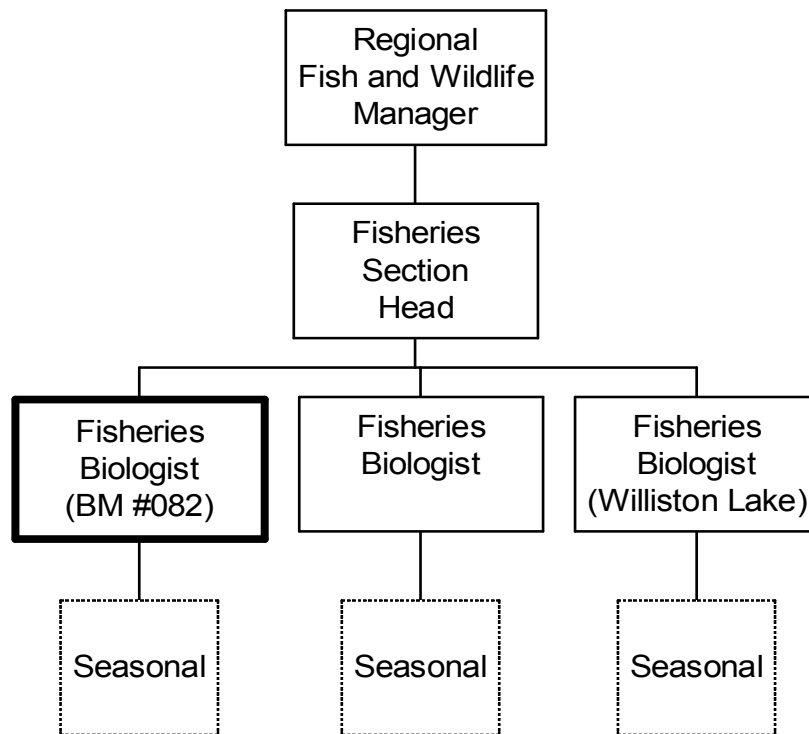 Regional
Fish and Wildlife
Manager
Fisheries
Section
Head
Fisheries
Biologist
(BM #082)
Fisheries
Biologist
Fisheries
Biologist
(Williston Lake)
Seasonal
Seasonal
Seasonal